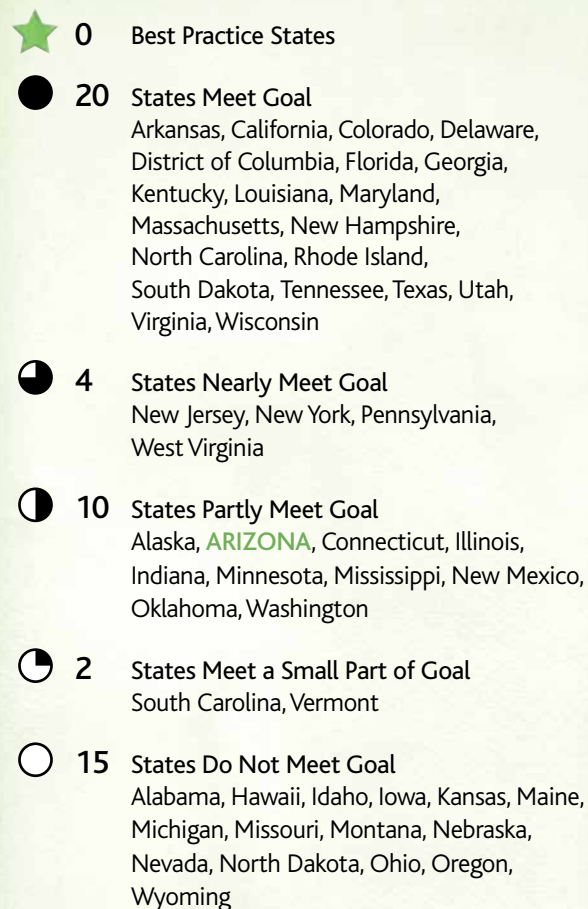 0 Best Practice States
20 States Meet Goal
Arkansas, California, Colorado, Delaware,
District of Columbia, Florida, Georgia,
Kentucky, Louisiana, Maryland,
Massachusetts, New Hampshire,
North Carolina, Rhode Island,
South Dakota, Tennessee, Texas, Utah,
Virginia, Wisconsin
4 States Nearly Meet Goal
New Jersey, New York, Pennsylvania,
West Virginia
10 States Partly Meet Goal
Alaska, ARIZONA, Connecticut, Illinois,
Indiana, Minnesota, Mississippi, New Mexico,
Oklahoma, Washington
2 States Meet a Small Part of Goal
South Carolina, Vermont
15 States Do Not Meet Goal
Alabama, Hawaii, Idaho, Iowa, Kansas, Maine,
Michigan, Missouri, Montana, Nebraska,
Nevada, North Dakota, Ohio, Oregon,
Wyoming